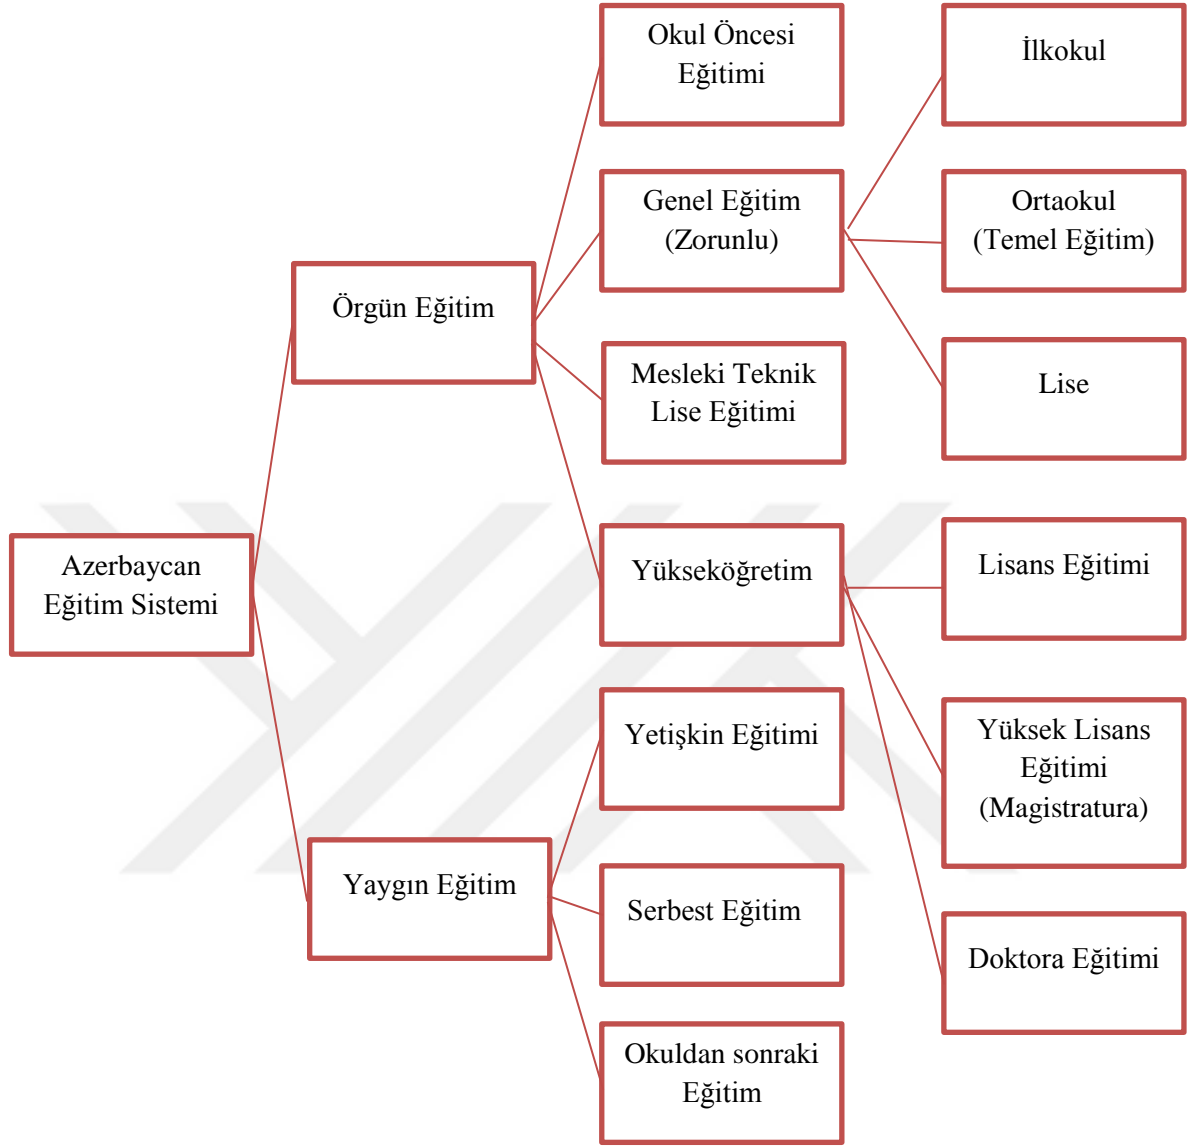 Azerbaycan
Eğitim Sistemi
Örgün Eğitim
Okul Öncesi
Eğitimi
Genel Eğitim
(Zorunlu)
İlkokul
Ortaokul
(Temel Eğitim)
Lise
Mesleki Teknik
Lise Eğitimi
Yükseköğretim
Lisans Eğitimi
Yüksek Lisans
Eğitimi
(Magistratura)
Doktora Eğitimi
Yaygın Eğitim
Yetişkin Eğitimi
Serbest Eğitim
Okuldan sonraki
Eğitim